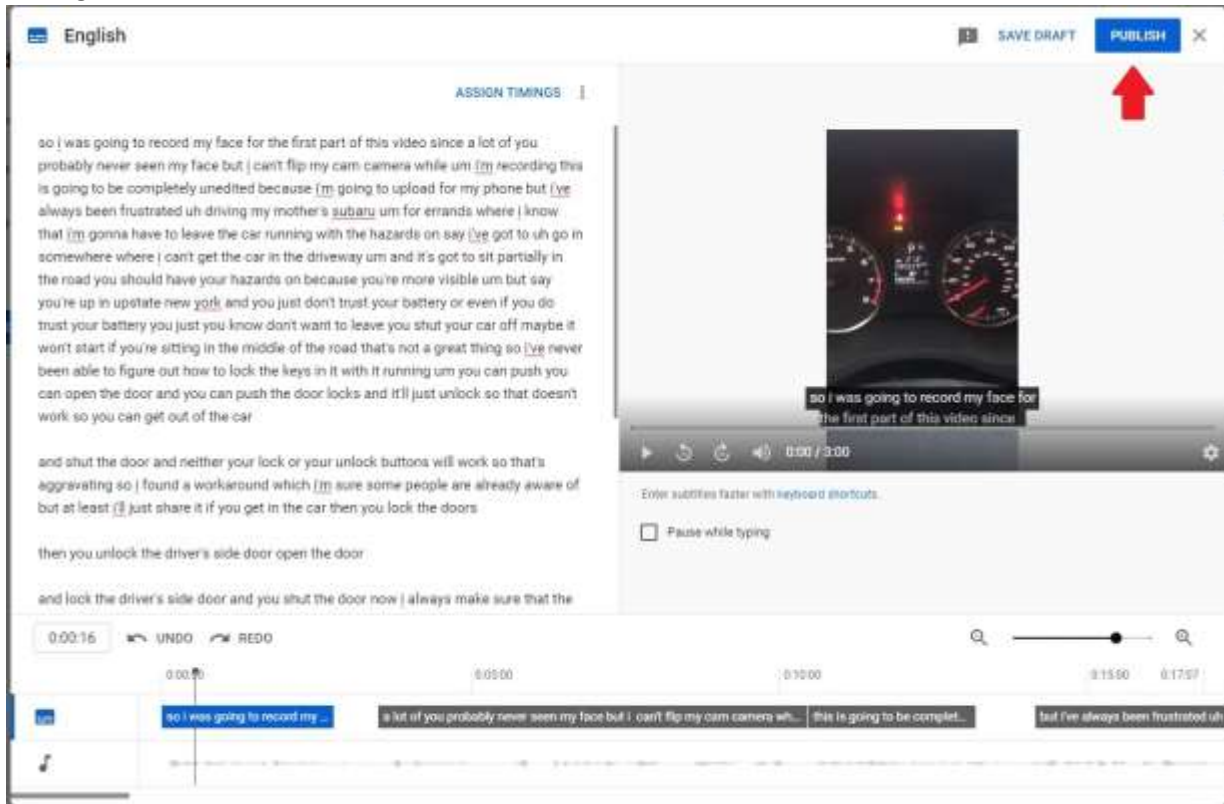 English
SAVE DRAFT
PUBLISH
ASSIGN TIMINGS
so i was going to record my face for the first part of this video since a lot of you
probably never seen my face but i can't flip my cam camera while um i'm recording this
is going to be completely unedited because i'm going to upload for my phone but i've
always been frustrated uh driving my mother's subaru um for errands where i know
that i'm gonna have to leave the car running with the hazards on say i've got to uh go in
somewhere where i can't get the car in the driveway um and it's got to sit partially in
the road you should have your hazards on because you're more visible um but say
you're up in upstate new york and you just don't trust your battery or even if you do
trust your battery you just you know don't want to leave you shut your car off maybe it
won't start if you're sitting in the middle of the road that's not a great thing so i've never
been able to figure out how to lock the keys in it with it running um you can push you
can open the door and you can push the door locks and it'll just unlock so that doesn't
work so you can get out of the car
and shut the door and neither your lock or your unlock buttons will work so that's
aggravating so i found a workaround which i'm sure some people are already aware of
but at least i'll just share it if you get in the car then you lock the doors
then you unlock the driver's side door open the door
and lock the driver's side door and you shut the door now i always make sure that the
so i was going to record my face for
the first part of this video since
0:00 / 3:00
Enter subtitles faster with keyboard shortcuts.
Pause while typing
0:00:16
UNDO
REDO
0:05:00
0:10:00
0:15:00
0:17:07
so i was going to record my ...
a lot of you probably never seen my face but i can't flip my cam camera wh...
this is going to be complet...
but i've always been frustrated uh